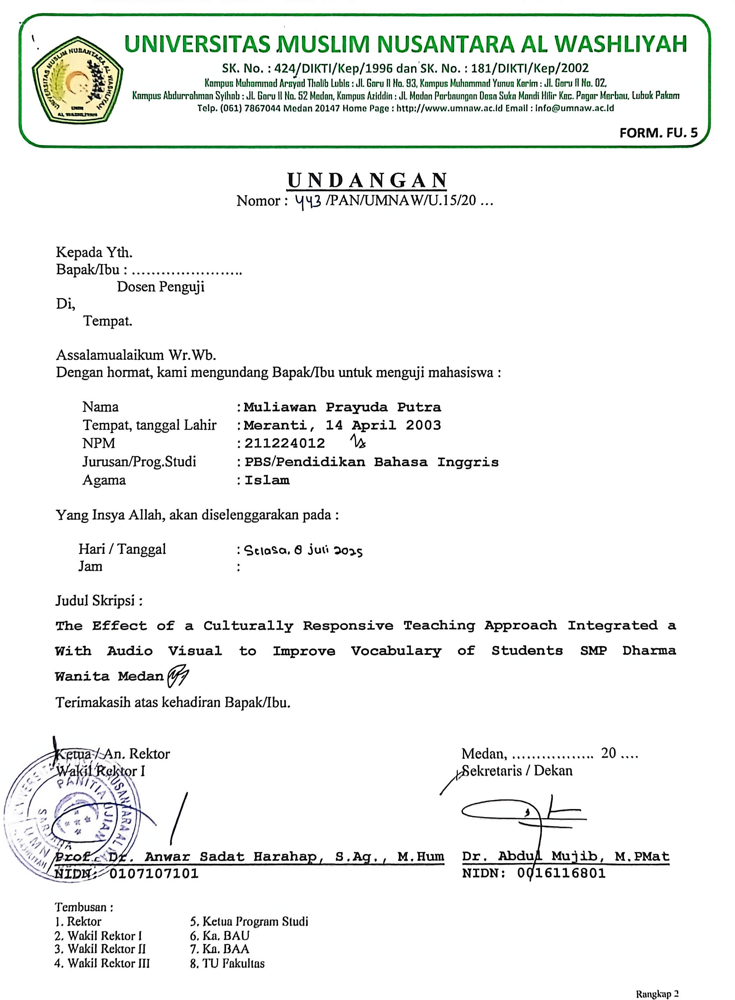 UNIVERSITAS MUSLIM NUSANTARA AL WASHLIYAH
SK. No. : 424/DIKTI/Kep/1996 dan SK. No. : 181/DIKTI/Kep/2002
Kampus Muhammad Arsyad Thalib Lubis : Jl. Garu II No. 93, Kampus Muhammad Yunus Karim : Jl. Garu II No. 02,
Kampus Abdurrahman Syihab : Jl. Garu II No. 52 Medan, Kampus Aziddin : Jl. Medan Perbaungan Desa Suka Mandi Hilir Kec. Pagar Merbau, Lubuk Pakam
Telp. (061) 7867044 Medan 20147 Home Page : http://www.umnaw.ac.id Email : info@umnaw.ac.id
FORM. FU. 5
UNIVERSITAS MUSLIM NUSANTARA AL WASHLIYAH
UNDANGAN
Nomor : 443 /PAN/UMNAW/U.15/20 ...
Kepada Yth.
Bapak/Ibu : .......................
Dosen Penguji
Di,
Tempat.
Assalamualaikum Wr.Wb.
Dengan hormat, kami mengundang Bapak/Ibu untuk menguji mahasiswa :
Nama : Muliawan Prayuda Putra
Tempat, tanggal Lahir : Meranti, 14 April 2003
NPM : 211224012
Jurusan/Prog.Studi : PBS/Pendidikan Bahasa Inggris
Agama : Islam
Yang Insya Allah, akan diselenggarakan pada :
Hari / Tanggal : Selasa, 8 juli 2025
Jam :
Judul Skripsi :
The Effect of a Culturally Responsive Teaching Approach Integrated a
With Audio Visual to Improve Vocabulary of Students SMP Dharma
Wanita Medan
Terimakasih atas kehadiran Bapak/Ibu.
Ketua / An. Rektor
Wakil Rektor I
PANITIA UJIAN
SARJANA
UMN
Prof. Dr. Anwar Sadat Harahap, S.Ag., M.Hum
NIDN: 0107107101
Medan, ................. 20 ....
Sekretaris / Dekan
Dr. Abdul Mujib, M.PMat
NIDN: 0016116801
Tembusan :
1. Rektor
2. Wakil Rektor I
3. Wakil Rektor II
4. Wakil Rektor III
5. Ketua Program Studi
6. Ka. BAU
7. Ka. BAA
8. TU Fakultas
Rangkap 2